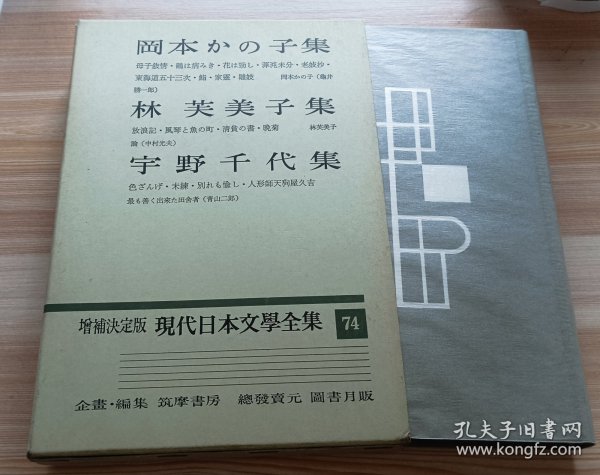 岡本かの子集
母子敍情・鶴は病みき・花は勁し・渾沌未分・老妓抄・
東海道五十三次・鮨・家靈・雛妓　岡本かの子（龜井
勝一郎）
林芙美子集
放浪記・風琴と魚の町・清貧の書・晩菊　林芙美子
論（中村光夫）
宇野千代集
色ざんげ・未練・別れも愉し・人形師天狗屋久吉
最も善く出來た田舍者（青山二郎）
增補決定版 現代日本文學全集 74
企畫・編集 筑摩書房 總發賣元 圖書月販
孔夫子旧书网
www.kongfz.com